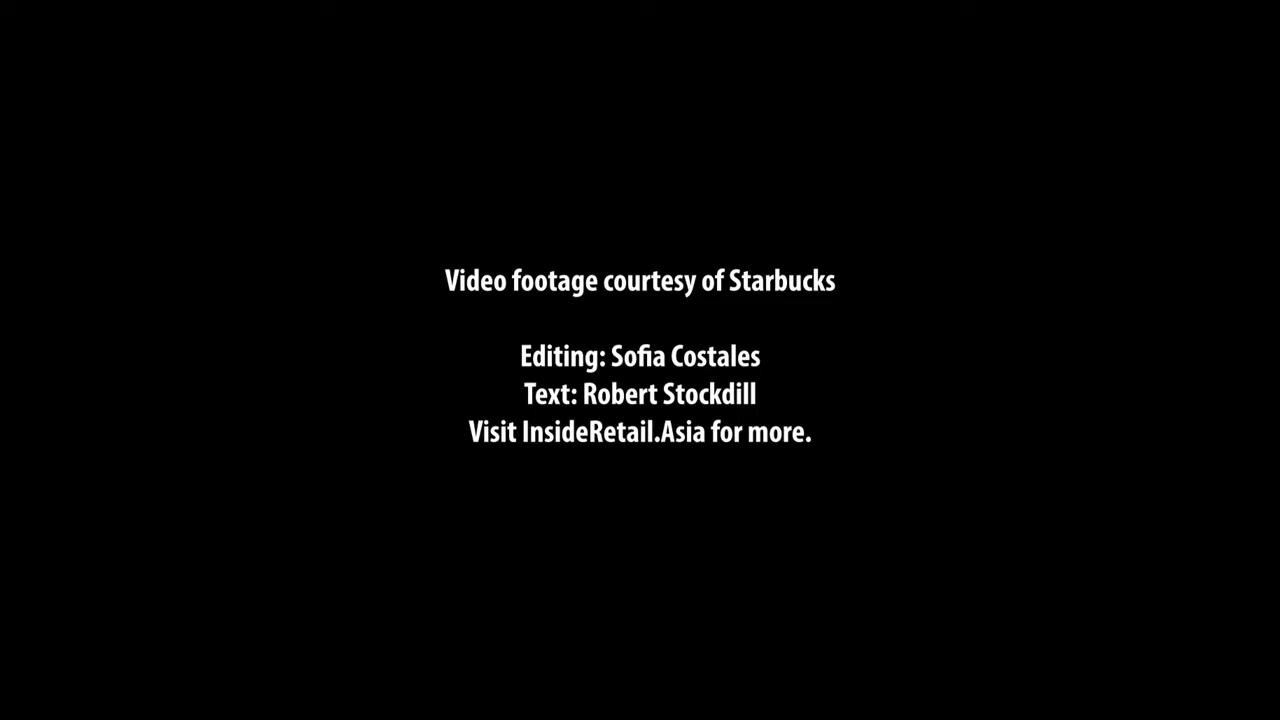 Video footage courtesy of Starbucks
Editing: Sofia Costales
Text: Robert Stockdill
Visit InsideRetail.Asia for more.